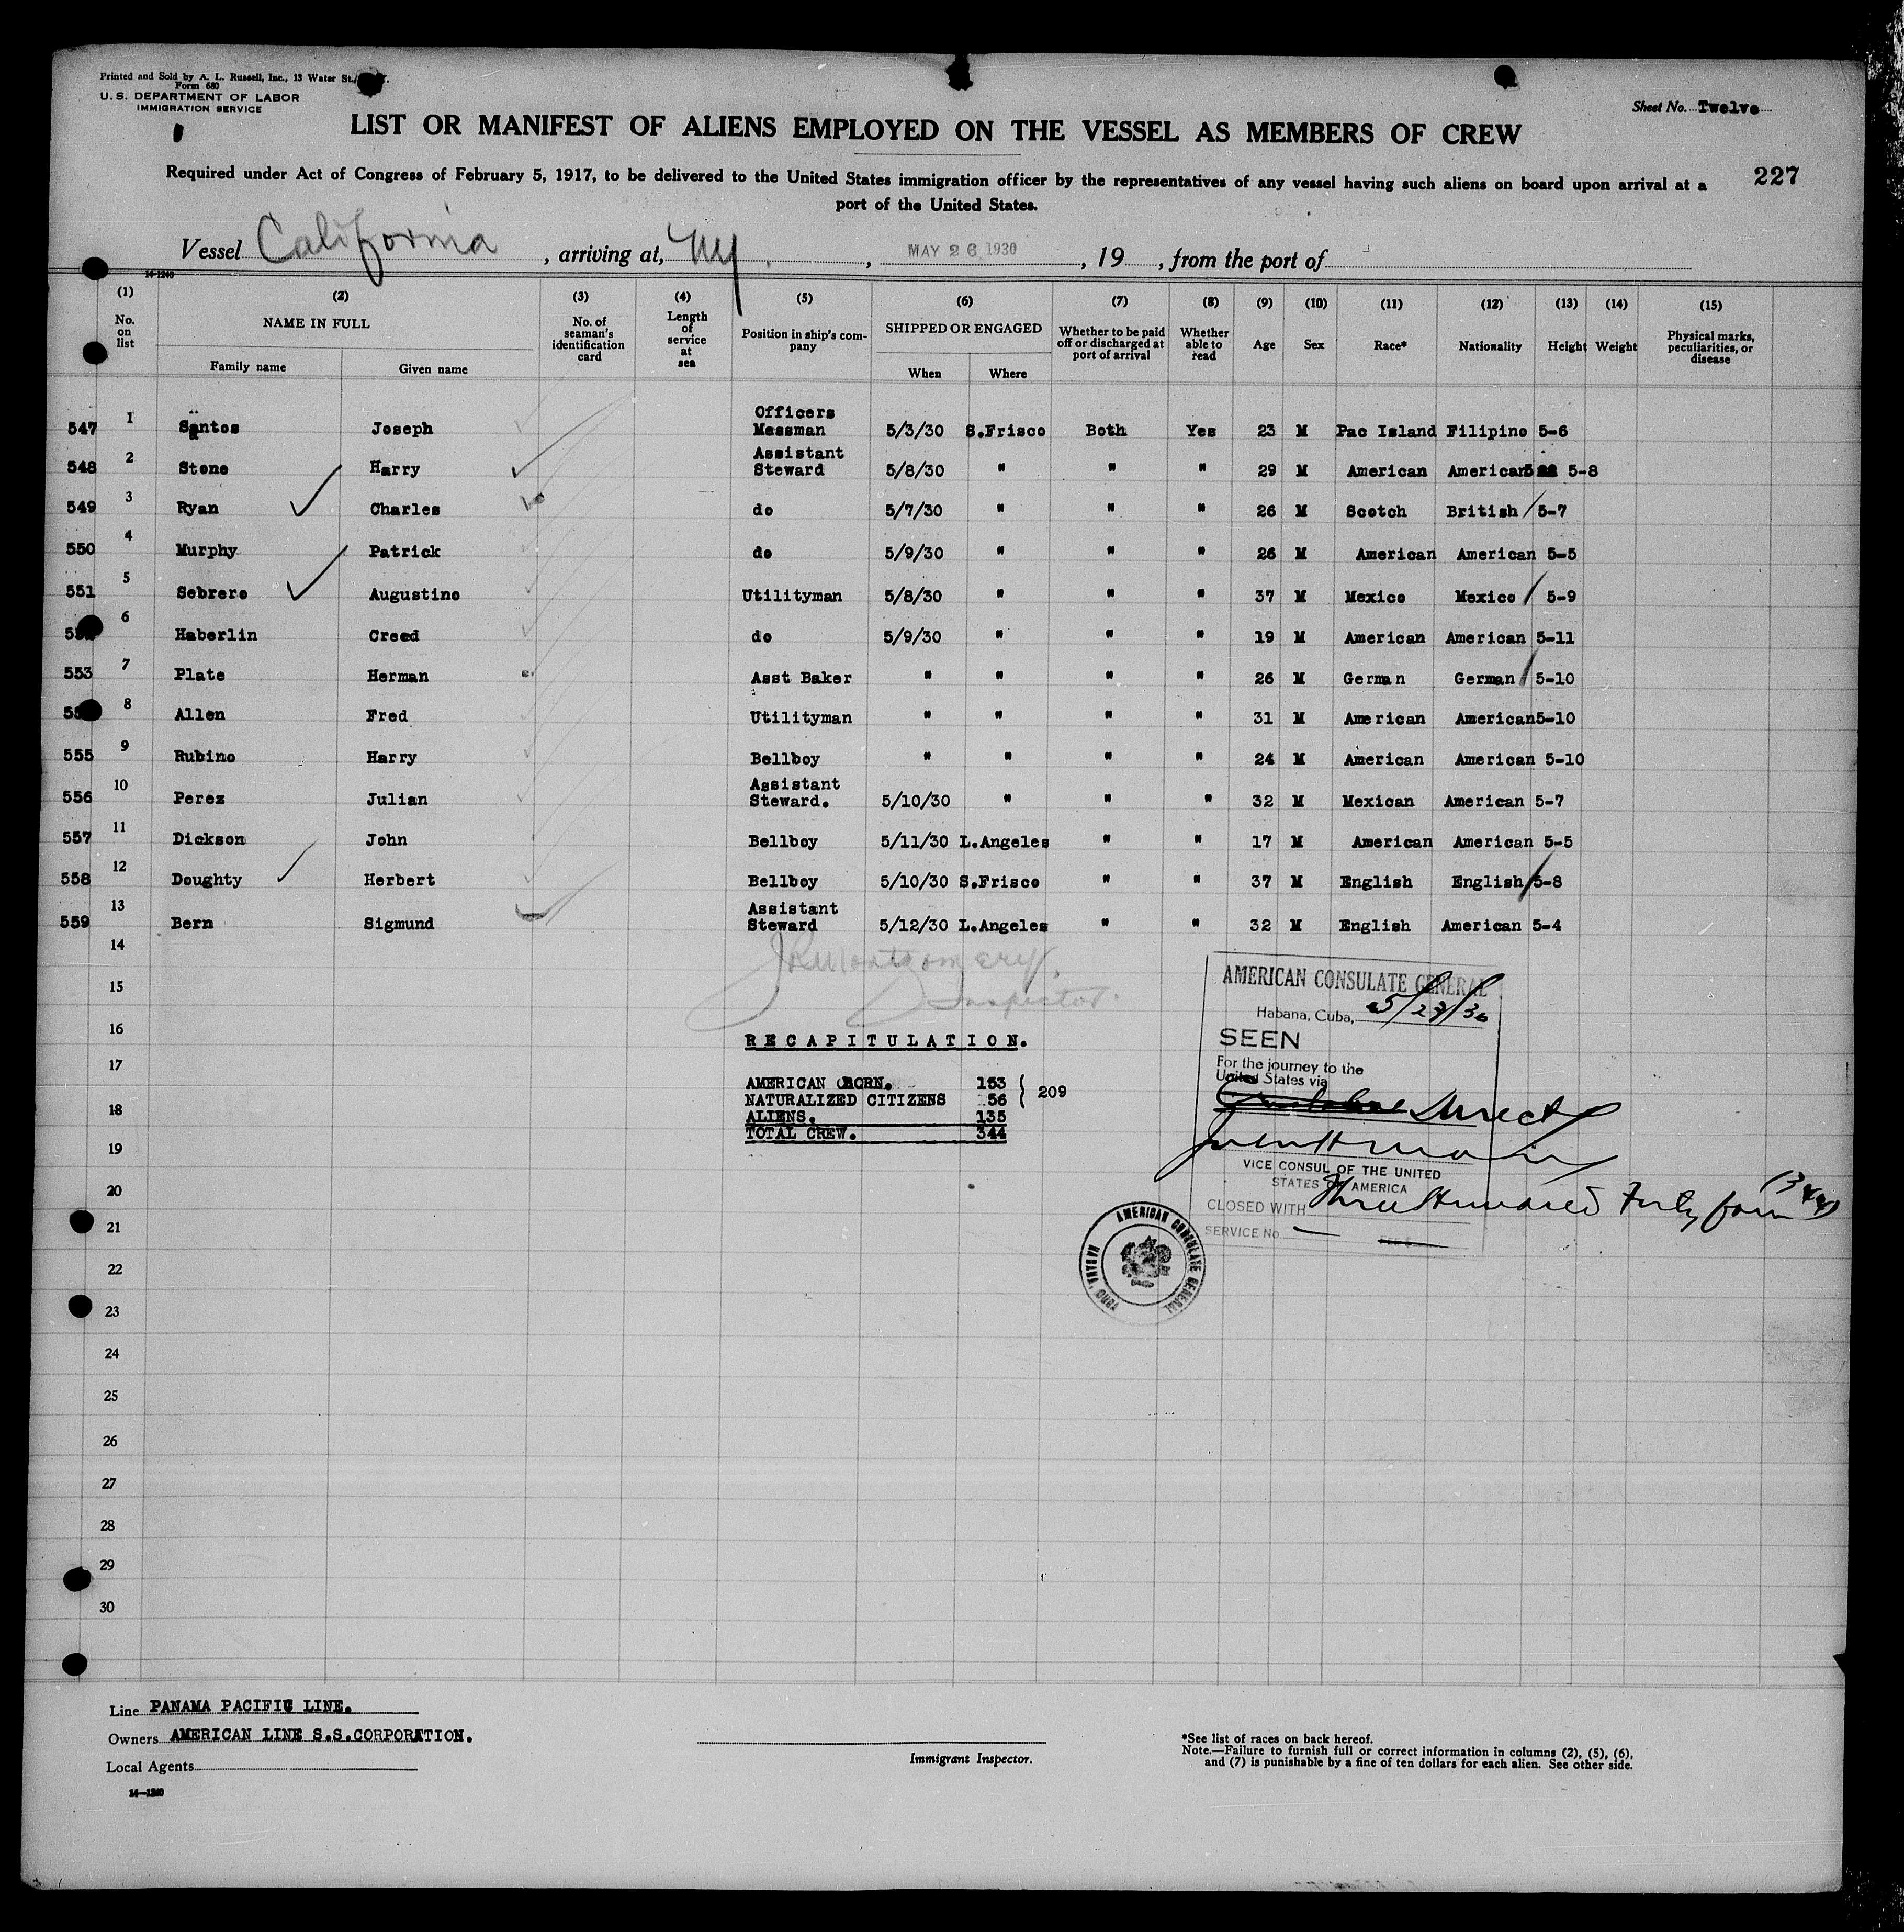 Printed and Sold by A. L. Russell, Inc., 13 Water St.,
Form 680
U. S. DEPARTMENT OF LABOR
IMMIGRATION SERVICE
Sheet No. Twelve
LIST OR MANIFEST OF ALIENS EMPLOYED ON THE VESSEL AS MEMBERS OF CREW
227
Required under Act of Congress of February 5, 1917, to be delivered to the United States immigration officer by the representatives of any vessel having such aliens on board upon arrival at a
port of the United States.
Vessel California , arriving at, NY. , MAY 26 1930 , 19 , from the port of
14-1240
(1) (2) (3) (4) (5) (6) (7) (8) (9) (10) (11) (12) (13) (14) (15)
No. on list
NAME IN FULL
Family name Given name
No. of seaman's identification card
Length of service at sea
Position in ship's company
SHIPPED OR ENGAGED
When Where
Whether to be paid off or discharged at port of arrival
Whether able to read
Age Sex Race* Nationality Height Weight
Physical marks, peculiarities, or disease
547 1 Santos Joseph Officers Messman 5/3/30 S.Frisco Both Yes 23 M Pac Island Filipino 5-6
548 2 Stone Harry Assistant Steward 5/8/30 " " " 29 M American American 5-8
549 3 Ryan Charles do 5/7/30 " " " 26 M Scotch British 5-7
550 4 Murphy Patrick do 5/9/30 " " " 26 M American American 5-5
551 5 Sebrero Augustino Utilityman 5/8/30 " " " 37 M Mexico Mexico 5-9
6 Haberlin Creed do 5/9/30 " " " 19 M American American 5-11
553 7 Plate Herman Asst Baker " " " " 26 M German German 5-10
8 Allen Fred Utilityman " " " " 31 M American American 5-10
555 9 Rubino Harry Bellboy " " " " 24 M American American 5-10
556 10 Perez Julian Assistant Steward. 5/10/30 " " " 32 M Mexican American 5-7
557 11 Dickson John Bellboy 5/11/30 L.Angeles " " 17 M American American 5-5
558 12 Doughty Herbert Bellboy 5/10/30 S.Frisco " " 37 M English English 5-8
559 13 Bern Sigmund Assistant Steward 5/12/30 L.Angeles " " 32 M English American 5-4
14
15
16
17
18
19
20
21
22
23
24
25
26
27
28
29
30
Montgomery.
Inspector.
RECAPITULATION.
AMERICAN BORN. 153
NATURALIZED CITIZENS 56
209
ALIENS. 135
TOTAL CREW. 344
AMERICAN CONSULATE GENERAL
Habana, Cuba,
SEEN
For the journey to the
United States via
Direct
VICE CONSUL OF THE UNITED
STATES OF AMERICA
CLOSED WITH Three Hundred Forty four (344)
SERVICE No.
AMERICAN CONSULATE GENERAL
HABANA, CUBA
Line PANAMA PACIFIC LINE.
Owners AMERICAN LINE S.S.CORPORATION.
Local Agents
14-1240
Immigrant Inspector.
*See list of races on back hereof.
Note.—Failure to furnish full or correct information in columns (2), (5), (6),
and (7) is punishable by a fine of ten dollars for each alien. See other side.